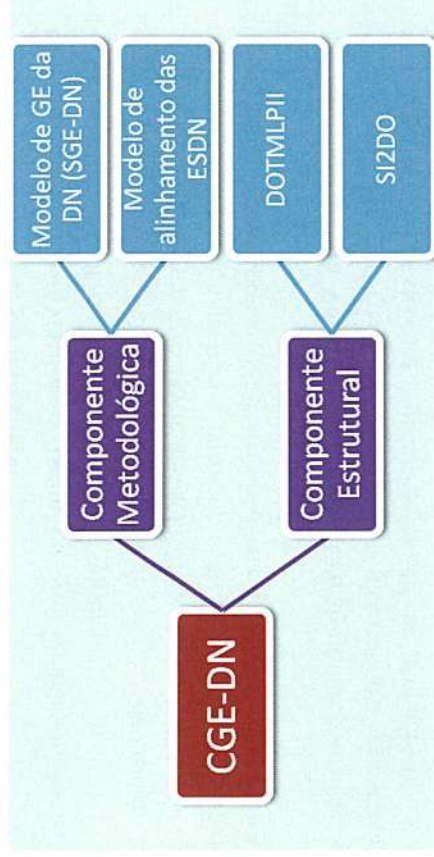 CGE-DN
Componente
Metodológica
Modelo de GE da
DN (SGE-DN)
Modelo de
alinhamento das
ESDN
Componente
Estrutural
DOTMLPII
SI2DO